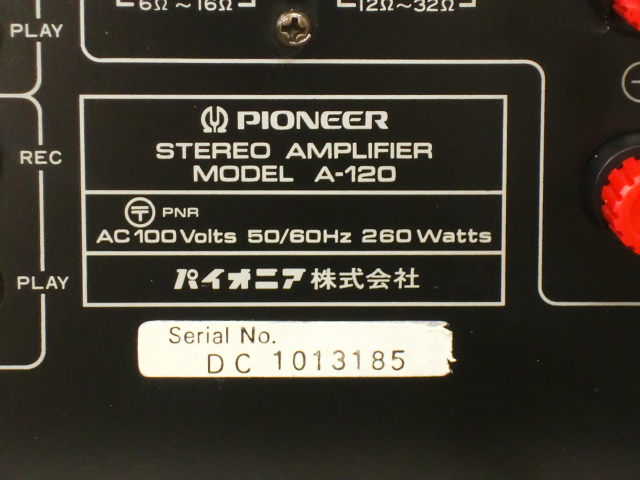 6Ω～16Ω
12Ω～32Ω
PLAY
REC
PLAY
PIONEER
STEREO AMPLIFIER
MODEL A-120
〒 PNR
AC 100 Volts 50/60Hz 260 Watts
パイオニア株式会社
Serial No.
DC 1013185